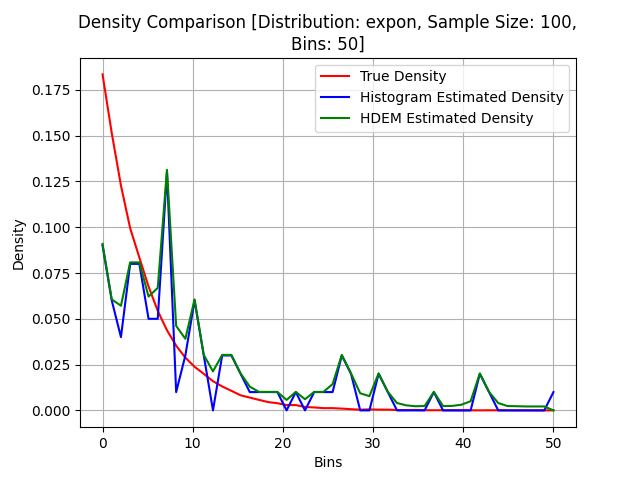 Density Comparison [Distribution: expon, Sample Size: 100,
Bins: 50]
True Density
Histogram Estimated Density
HDEM Estimated Density
Density
0.175
0.150
0.125
0.100
0.075
0.050
0.025
0.000
0 10 20 30 40 50
Bins